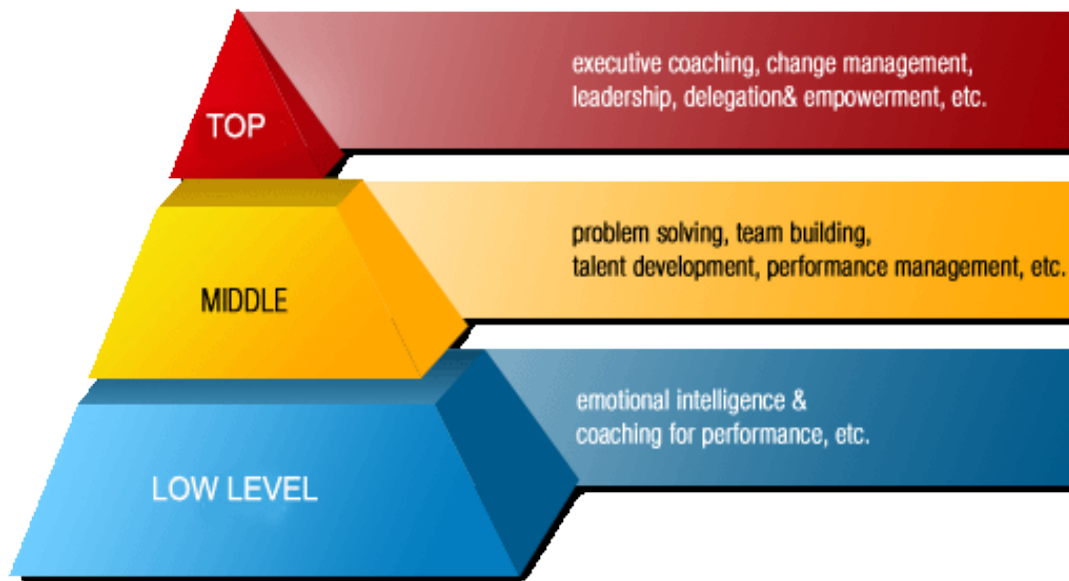 TOP
executive coaching, change management,
leadership, delegation& empowerment, etc.
MIDDLE
problem solving, team building,
talent development, performance management, etc.
LOW LEVEL
emotional intelligence &
coaching for performance, etc.